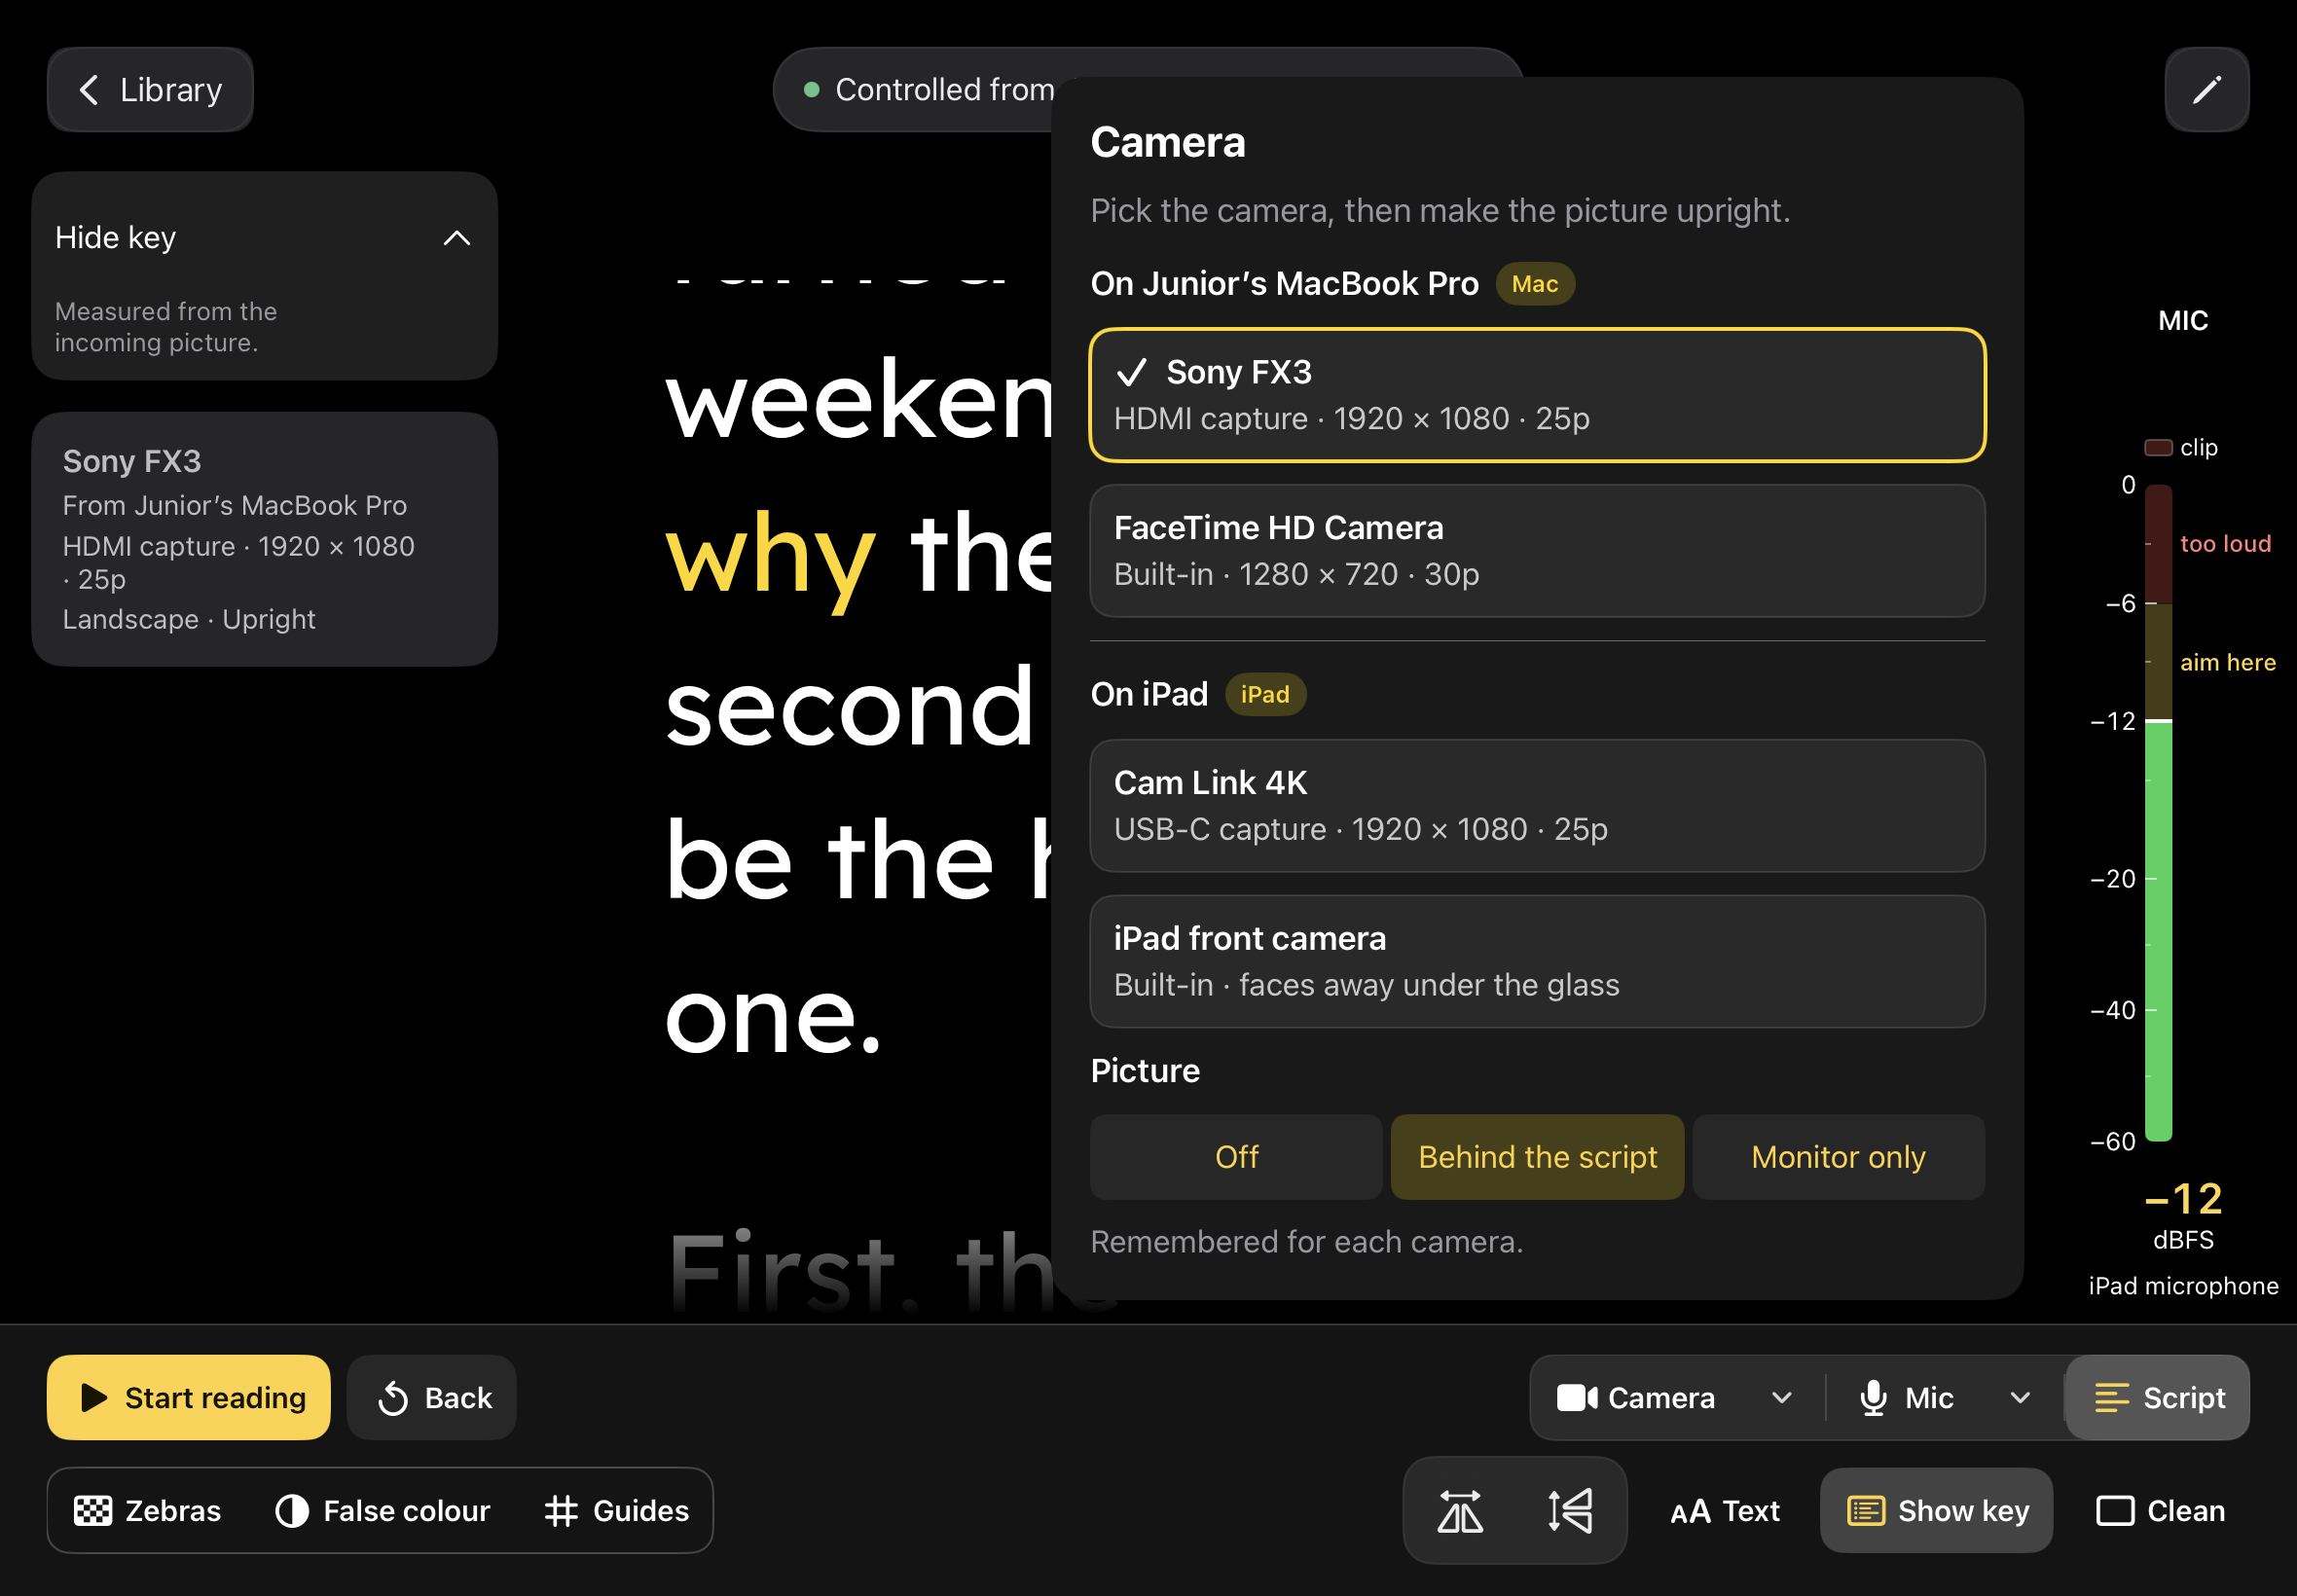 Library
Controlled from
Hide key
Measured from the
incoming picture.
Sony FX3
From Junior’s MacBook Pro
HDMI capture · 1920 × 1080
· 25p
Landscape · Upright
why the
second
be the
one.
First, the
Camera
Pick the camera, then make the picture upright.
On Junior’s MacBook Pro Mac
Sony FX3
HDMI capture · 1920 × 1080 · 25p
FaceTime HD Camera
Built-in · 1280 × 720 · 30p
On iPad iPad
Cam Link 4K
USB-C capture · 1920 × 1080 · 25p
iPad front camera
Built-in · faces away under the glass
Picture
Off Behind the script Monitor only
Remembered for each camera.
MIC
clip
0
too loud
−6
aim here
−12
−20
−40
−60
−12
dBFS
iPad microphone
Start reading Back
Camera Mic Script
Zebras False colour Guides
AA Text Show key Clean